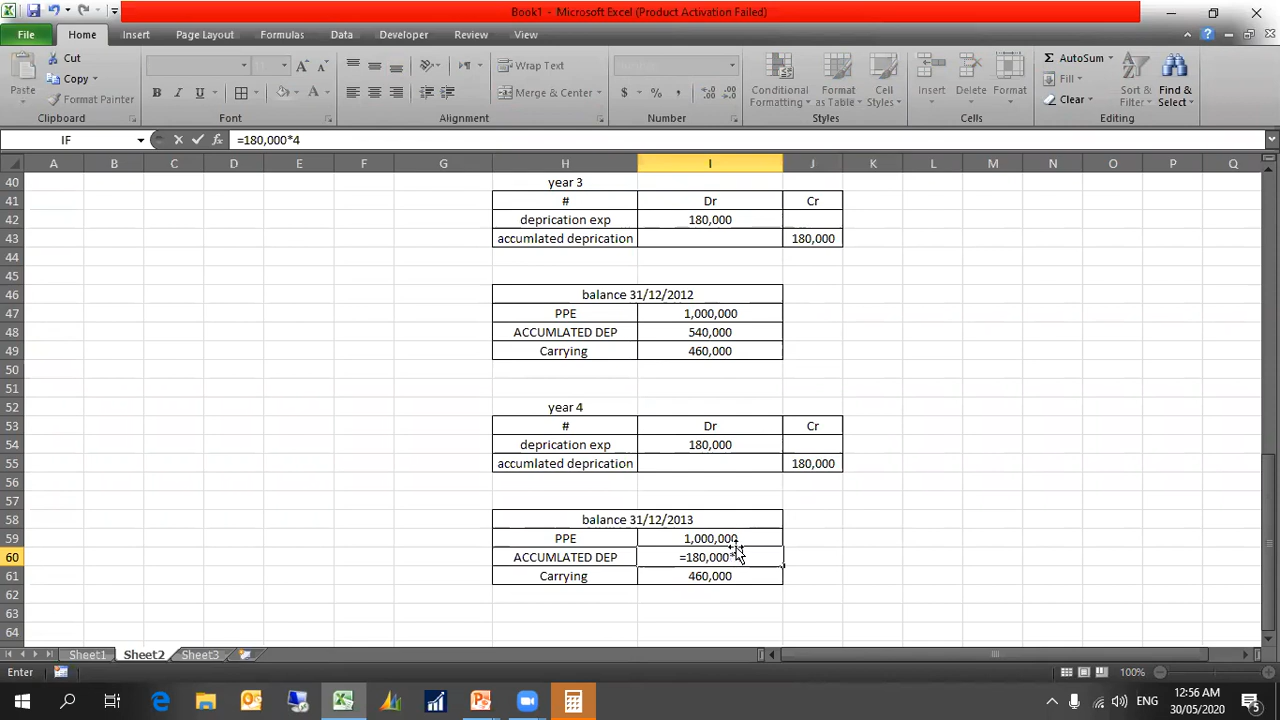 Book1 - Microsoft Excel (Product Activation Failed)
File Home Insert Page Layout Formulas Data Developer Review View
Paste Cut Copy Format Painter Clipboard
11 B I U A Font
Wrap Text Merge & Center Alignment
$ % , Number
Conditional Formatting Format as Table Cell Styles Styles
Insert Delete Format Cells
Σ AutoSum Fill Clear Sort & Filter Find & Select Editing
IF =180,000*4
A B C D E F G H I J K L M N O P Q
40 year 3
41 # Dr Cr
42 deprication exp 180,000
43 accumlated deprication 180,000
44
45
46 balance 31/12/2012
47 PPE 1,000,000
48 ACCUMLATED DEP 540,000
49 Carrying 460,000
50
51
52 year 4
53 # Dr Cr
54 deprication exp 180,000
55 accumlated deprication 180,000
56
57
58 balance 31/12/2013
59 PPE 1,000,000
60 ACCUMLATED DEP =180,000*
61 Carrying 460,000
62
63
64
Sheet1 Sheet2 Sheet3
Enter 100%
ENG 12:56 AM
30/05/2020 5